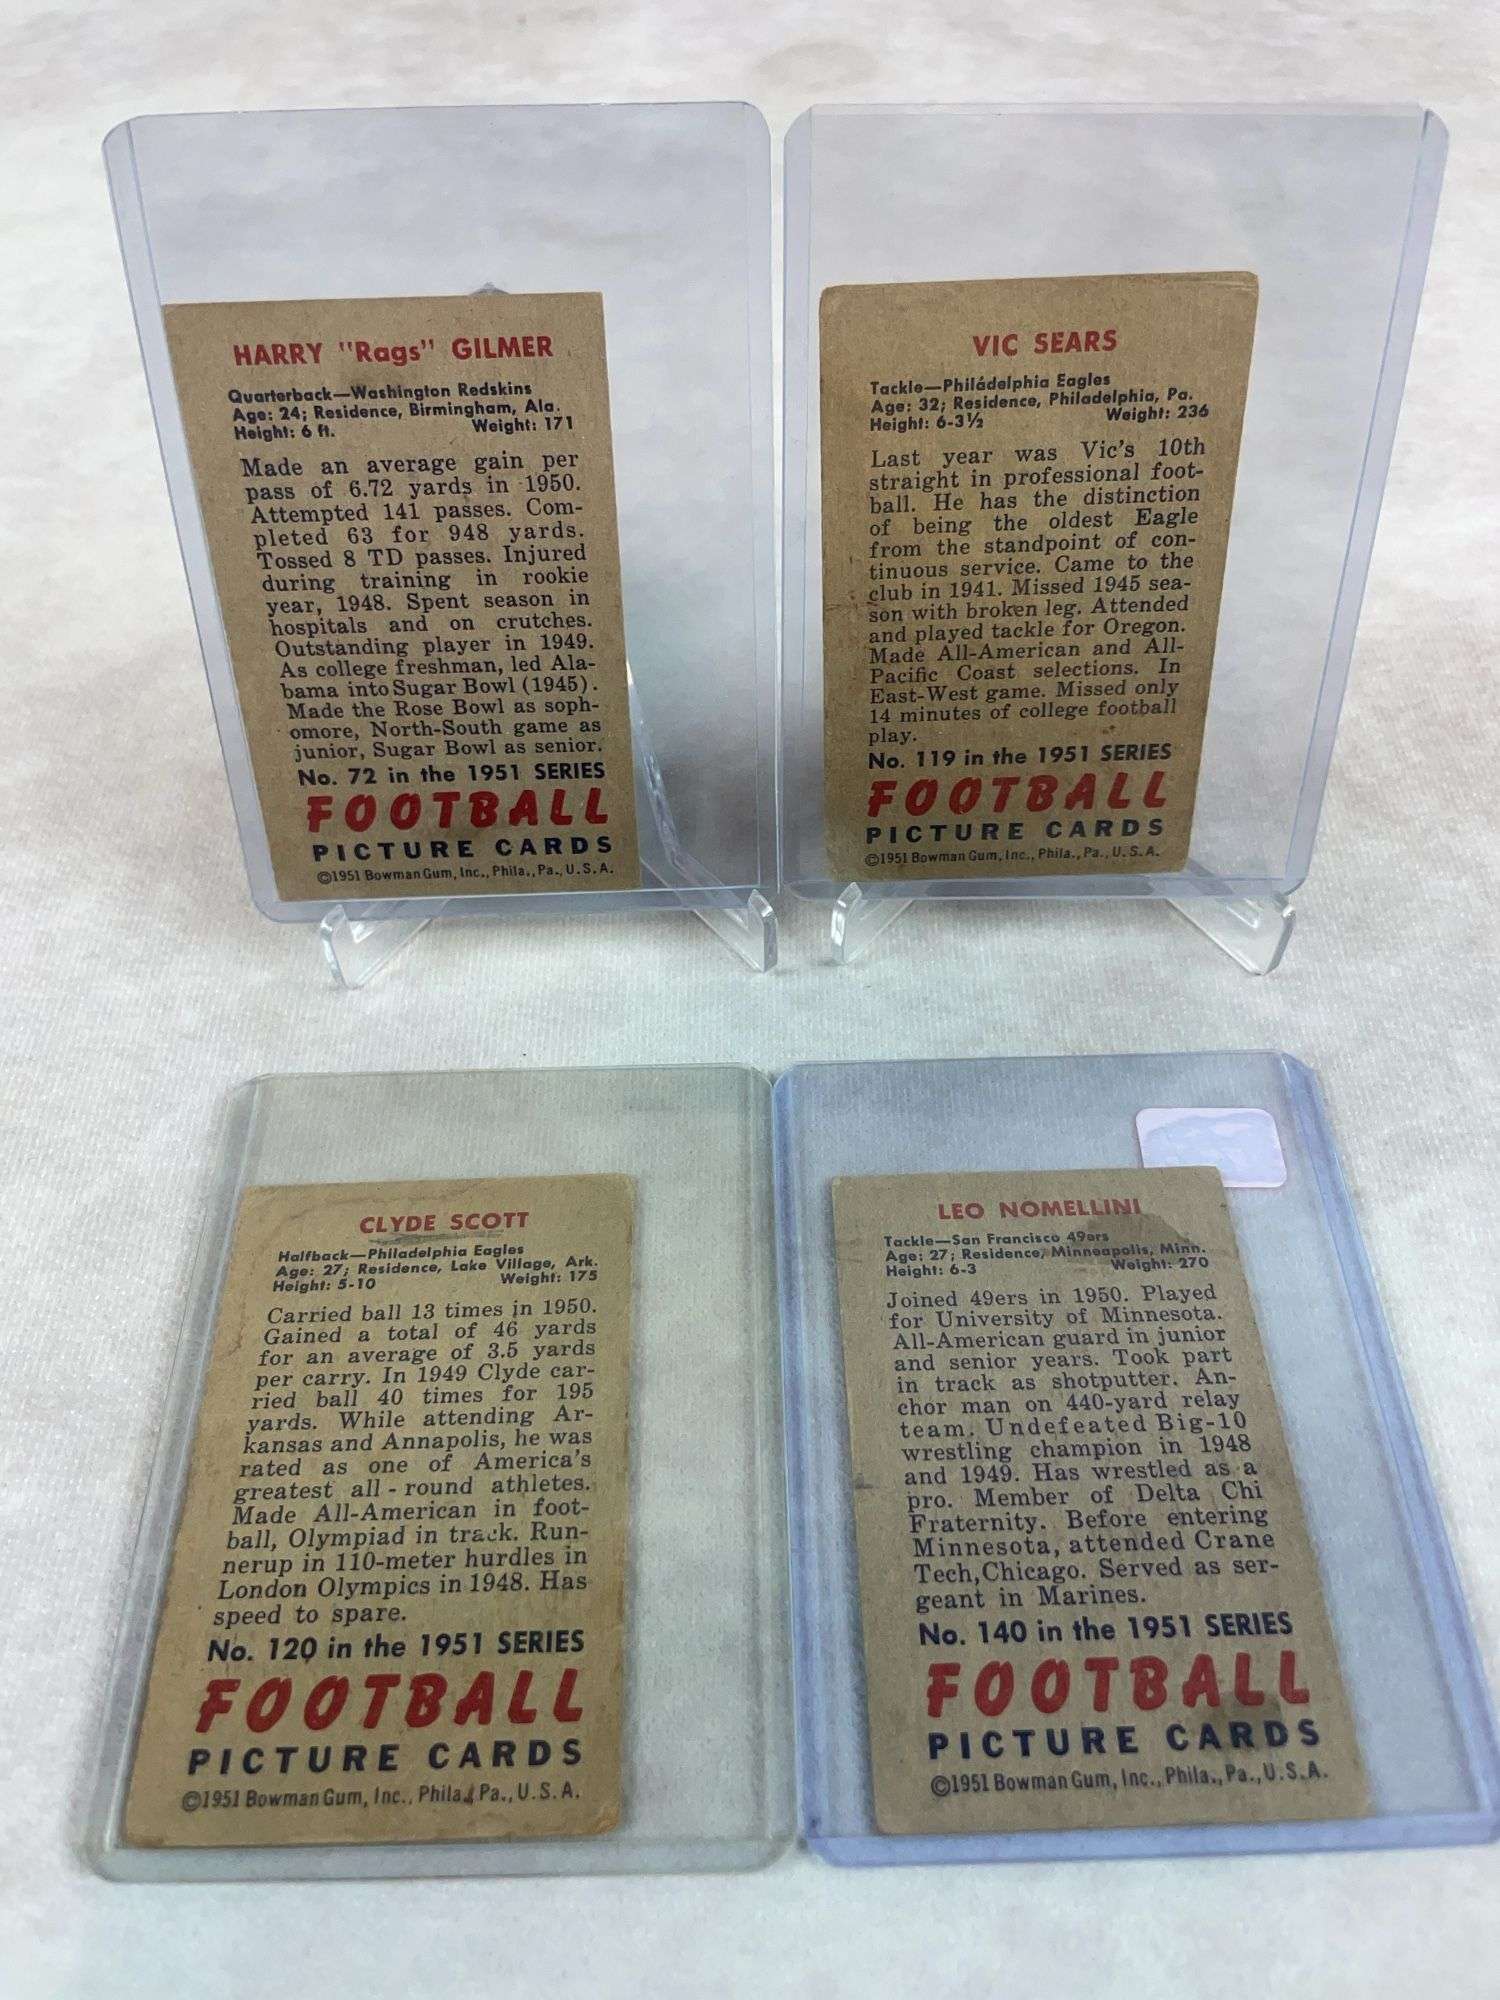 HARRY "Rags" GILMER
Quarterback—Washington Redskins
Age: 24; Residence, Birmingham, Ala.
Height: 6 ft. Weight: 171
Made an average gain per
pass of 6.72 yards in 1950.
Attempted 141 passes. Com-
pleted 63 for 948 yards.
Tossed 8 TD passes. Injured
during training in rookie
year, 1948. Spent season in
hospitals and on crutches.
Outstanding player in 1949.
As college freshman, led Ala-
bama into Sugar Bowl (1945).
Made the Rose Bowl as soph-
omore, North-South game as
junior, Sugar Bowl as senior.
No. 72 in the 1951 SERIES
FOOTBALL
PICTURE CARDS
©1951 Bowman Gum, Inc., Phila., Pa., U.S.A.
VIC SEARS
Tackle—Philadelphia Eagles
Age: 32; Residence, Philadelphia, Pa.
Height: 6-3½ Weight: 236
Last year was Vic's 10th
straight in professional foot-
ball. He has the distinction
of being the oldest Eagle
from the standpoint of con-
tinuous service. Came to the
club in 1941. Missed 1945 sea-
son with broken leg. Attended
and played tackle for Oregon.
Made All-American and All-
Pacific Coast selections. In
East-West game. Missed only
14 minutes of college football
play.
No. 119 in the 1951 SERIES
FOOTBALL
PICTURE CARDS
©1951 Bowman Gum, Inc., Phila., Pa., U.S.A.
CLYDE SCOTT
Halfback—Philadelphia Eagles
Age: 27; Residence, Lake Village, Ark.
Height: 5-10 Weight: 175
Carried ball 13 times in 1950.
Gained a total of 46 yards
for an average of 3.5 yards
per carry. In 1949 Clyde car-
ried ball 40 times for 195
yards. While attending Ar-
kansas and Annapolis, he was
rated as one of America's
greatest all-round athletes.
Made All-American in foot-
ball, Olympiad in track. Run-
nerup in 110-meter hurdles in
London Olympics in 1948. Has
speed to spare.
No. 120 in the 1951 SERIES
FOOTBALL
PICTURE CARDS
©1951 Bowman Gum, Inc., Phila., Pa., U.S.A.
LEO NOMELLINI
Tackle—San Francisco 49ers
Age: 27; Residence, Minneapolis, Minn.
Height: 6-3 Weight: 270
Joined 49ers in 1950. Played
for University of Minnesota.
All-American guard in junior
and senior years. Took part
in track as shotputter. An-
chor man on 440-yard relay
team. Undefeated Big-10
wrestling champion in 1948
and 1949. Has wrestled as a
pro. Member of Delta Chi
Fraternity. Before entering
Minnesota, attended Crane
Tech, Chicago. Served as ser-
geant in Marines.
No. 140 in the 1951 SERIES
FOOTBALL
PICTURE CARDS
©1951 Bowman Gum, Inc., Phila., Pa., U.S.A.